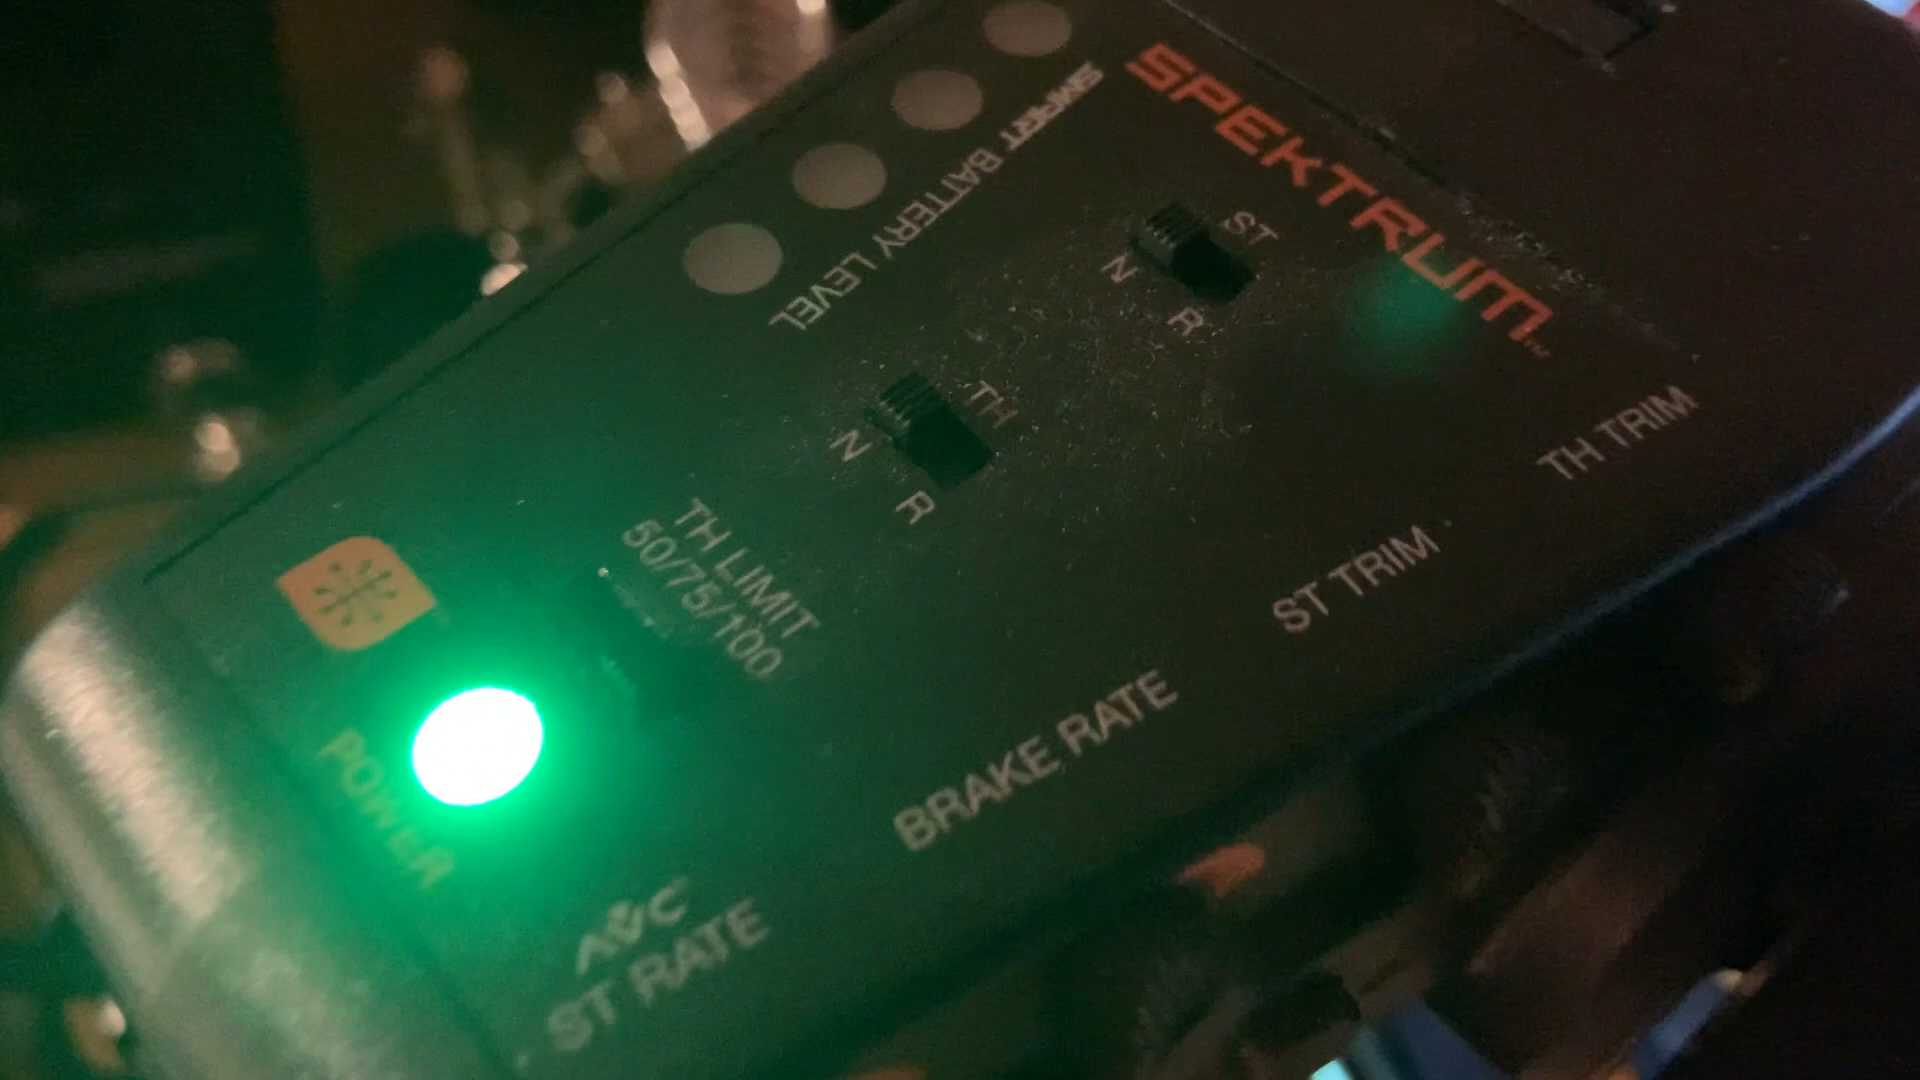 SPEKTRUM™
SMART BATTERY LEVEL
ST
N
R
TH
N
R
TH LIMIT
50/75/100
POWER
TH TRIM
ST TRIM
BRAKE RATE
AVC
ST RATE